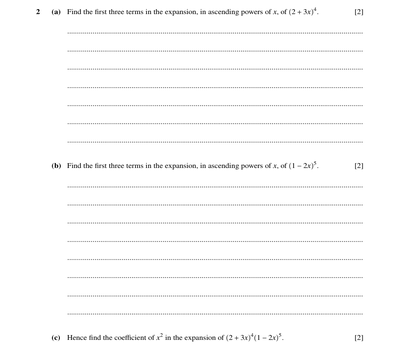 2 (a) Find the first three terms in the expansion, in ascending powers of x, of (2 + 3x)⁴. [2]
(b) Find the first three terms in the expansion, in ascending powers of x, of (1 − 2x)⁵. [2]
(c) Hence find the coefficient of x² in the expansion of (2 + 3x)⁴(1 − 2x)⁵. [2]